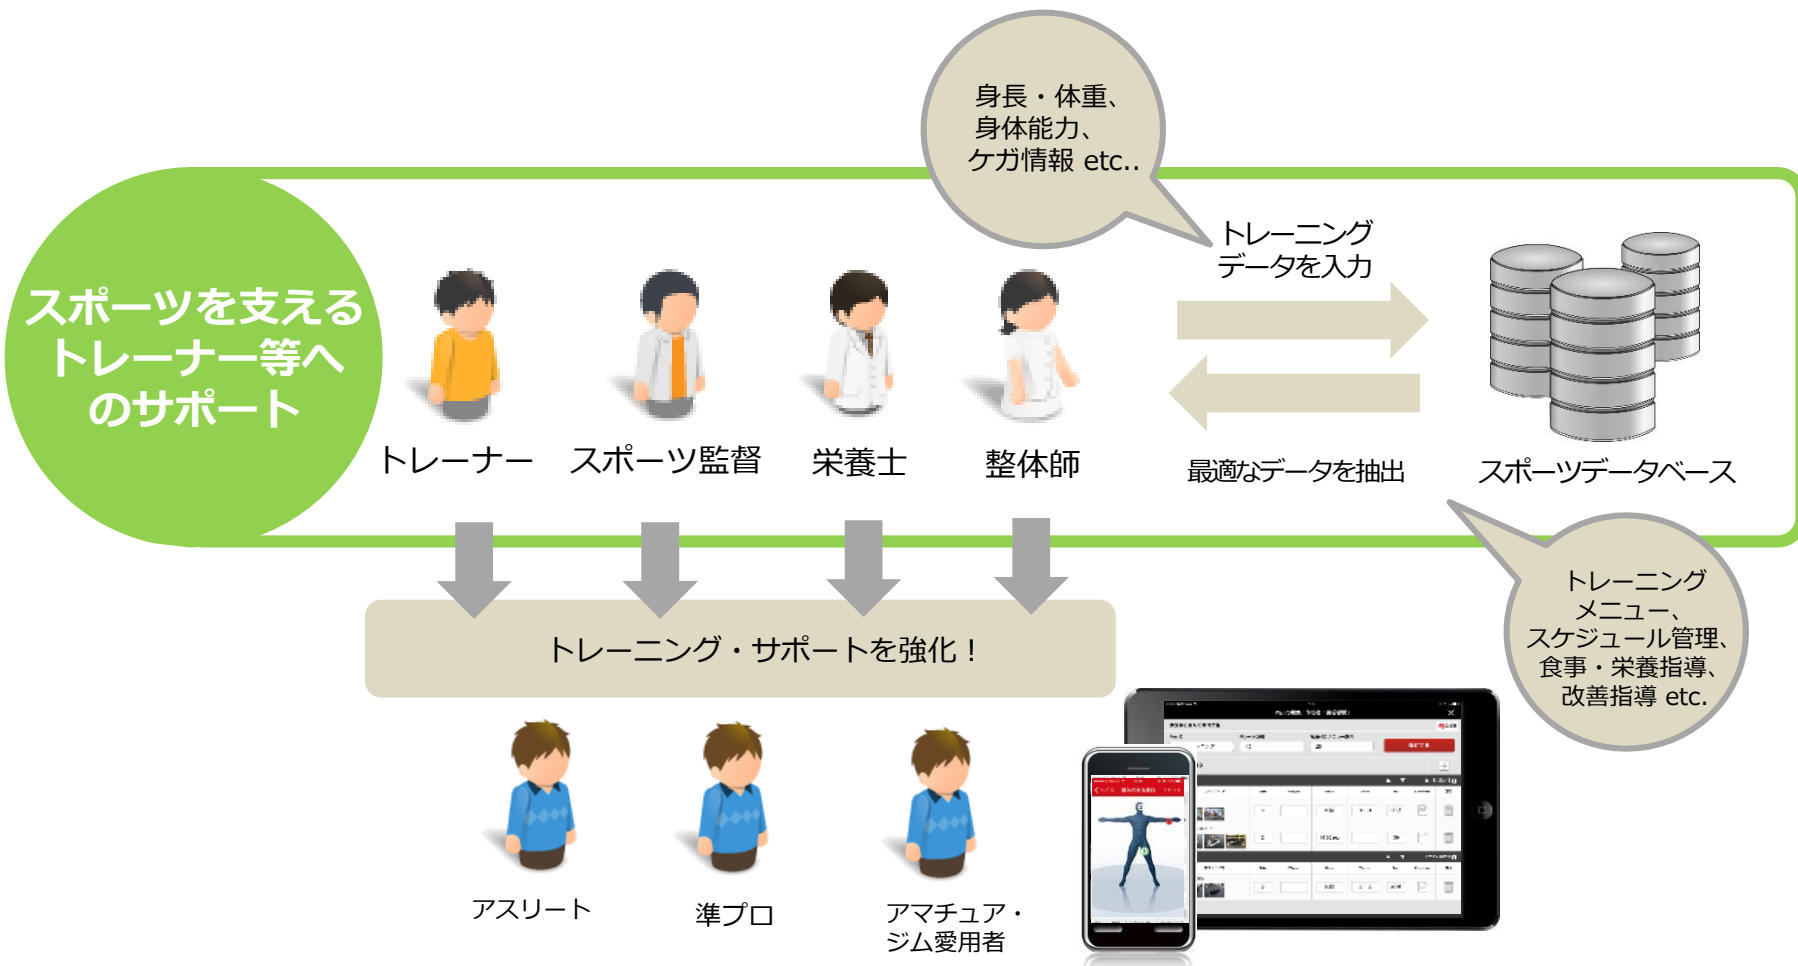 身長・体重、
身体能力、
ケガ情報 etc..
スポーツを支える
トレーナー等へ
のサポート
トレーニング
データを入力
トレーナー
スポーツ監督
栄養士
整体師
最適なデータを抽出
スポーツデータベース
トレーニング
メニュー、
スケジュール管理、
食事・栄養指導、
改善指導 etc.
トレーニング・サポートを強化！
アスリート
準プロ
アマチュア・
ジム愛用者